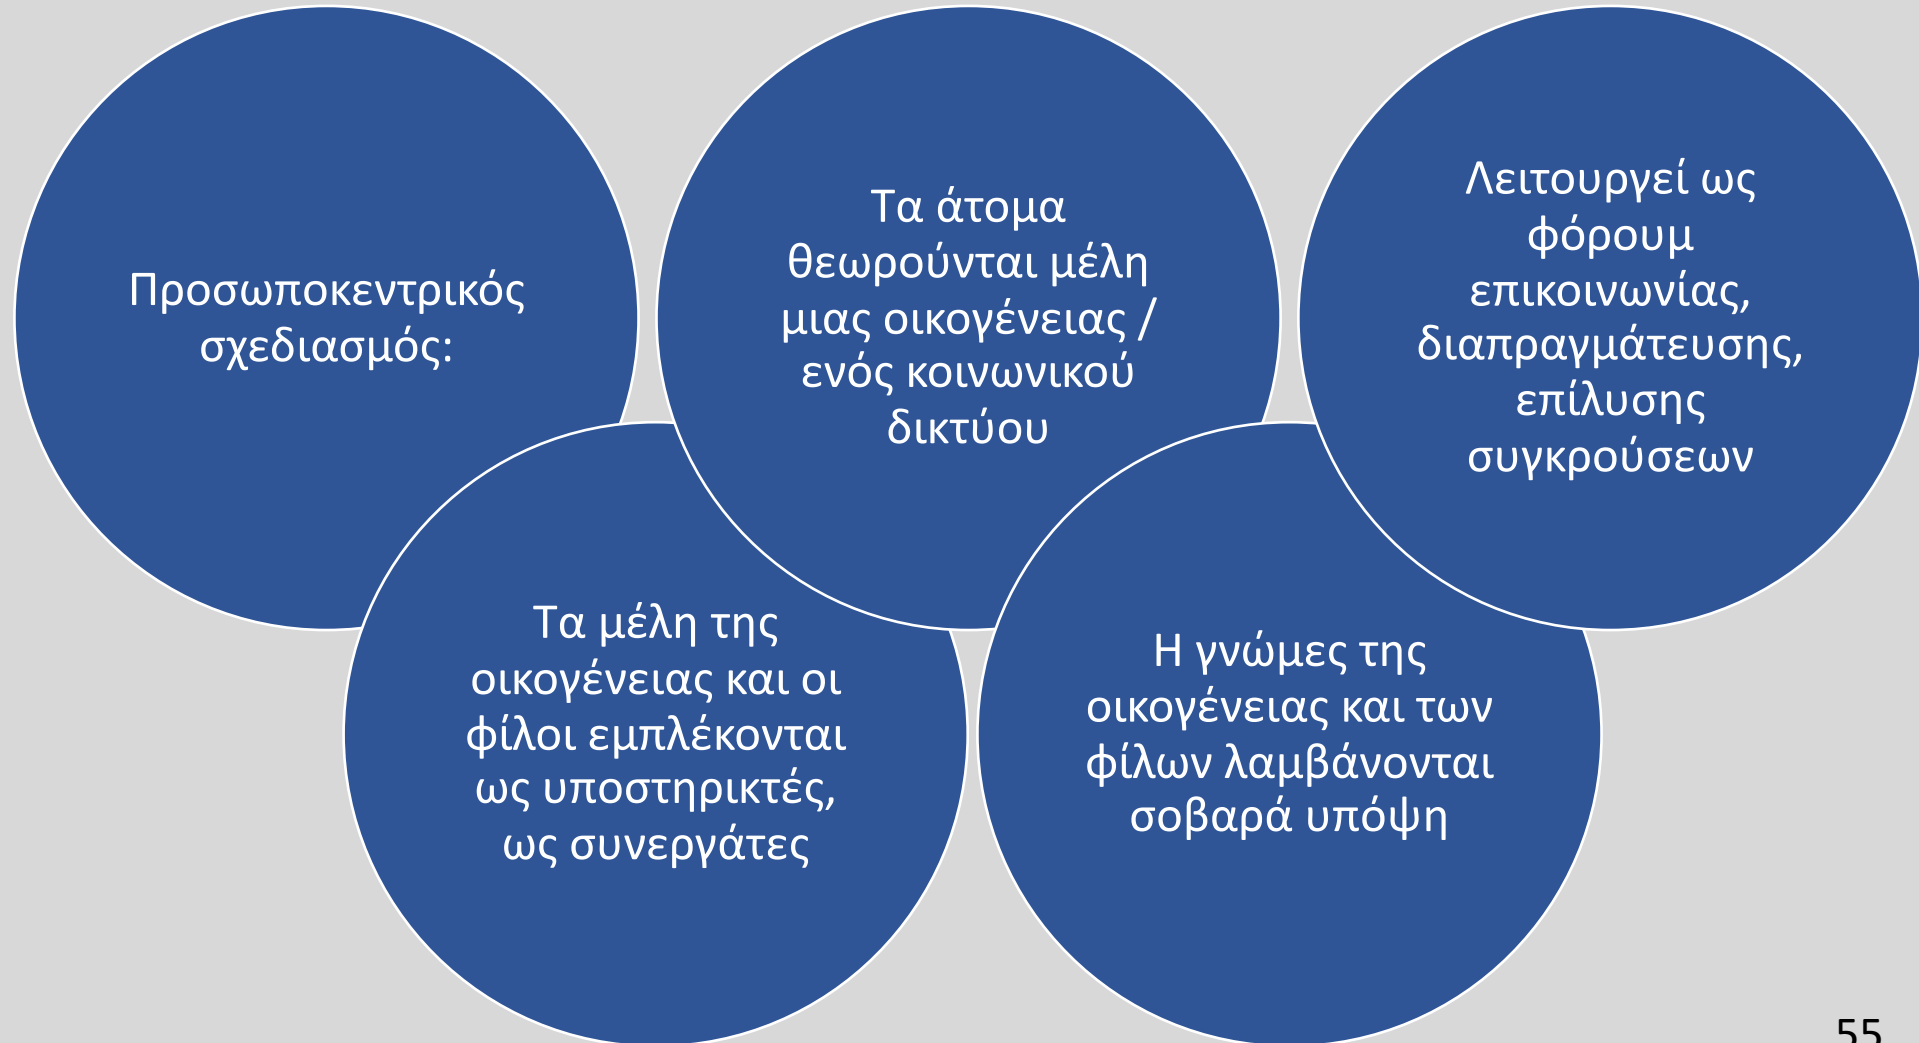 Προσωποκεντρικός
σχεδιασμός:
Τα μέλη της
οικογένειας και οι
φίλοι εμπλέκονται
ως υποστηρικτές,
ως συνεργάτες
Τα άτομα
θεωρούνται μέλη
μιας οικογένειας /
ενός κοινωνικού
δικτύου
Η γνώμες της
οικογένειας και των
φίλων λαμβάνονται
σοβαρά υπόψη
Λειτουργεί ως
φόρουμ
επικοινωνίας,
διαπραγμάτευσης,
επίλυσης
συγκρούσεων
55